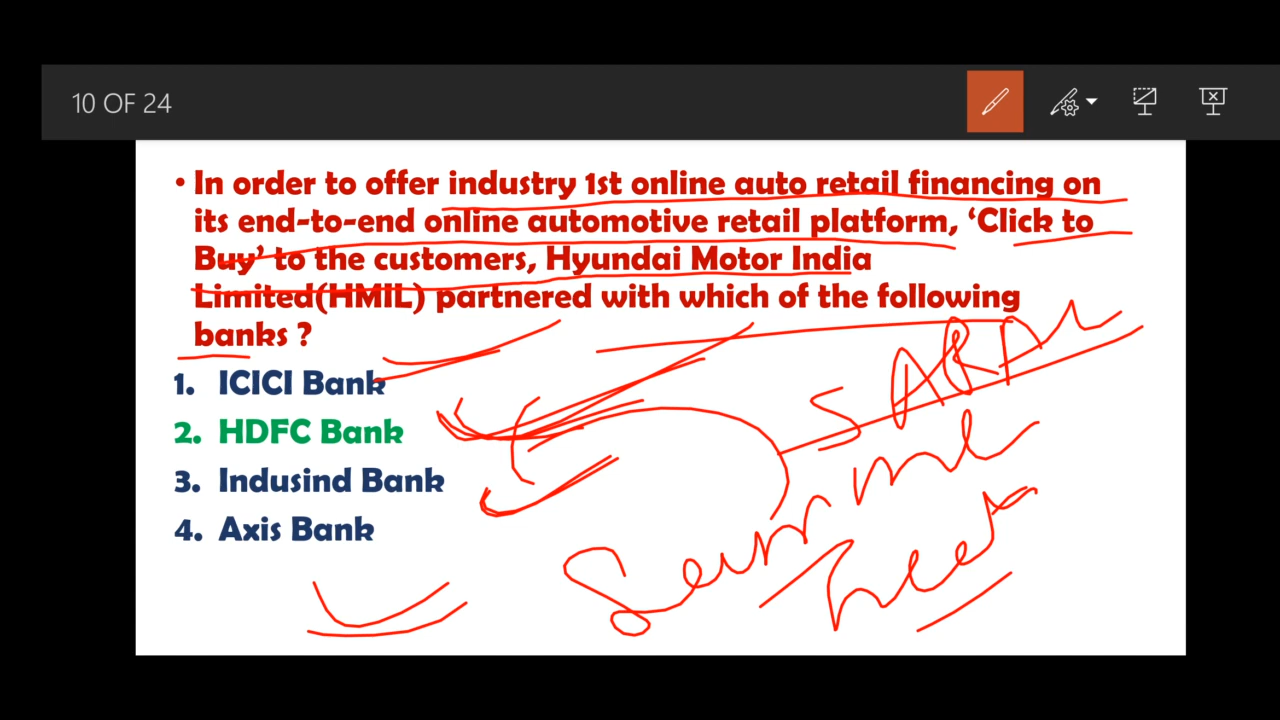 10 OF 24
• In order to offer industry 1st online auto retail financing on
its end-to-end online automotive retail platform, ‘Click to
Buy’ to the customers, Hyundai Motor India
Limited(HMIL) partnered with which of the following
banks ?
1. ICICI Bank
2. HDFC Bank
3. Indusind Bank
4. Axis Bank
SARAL